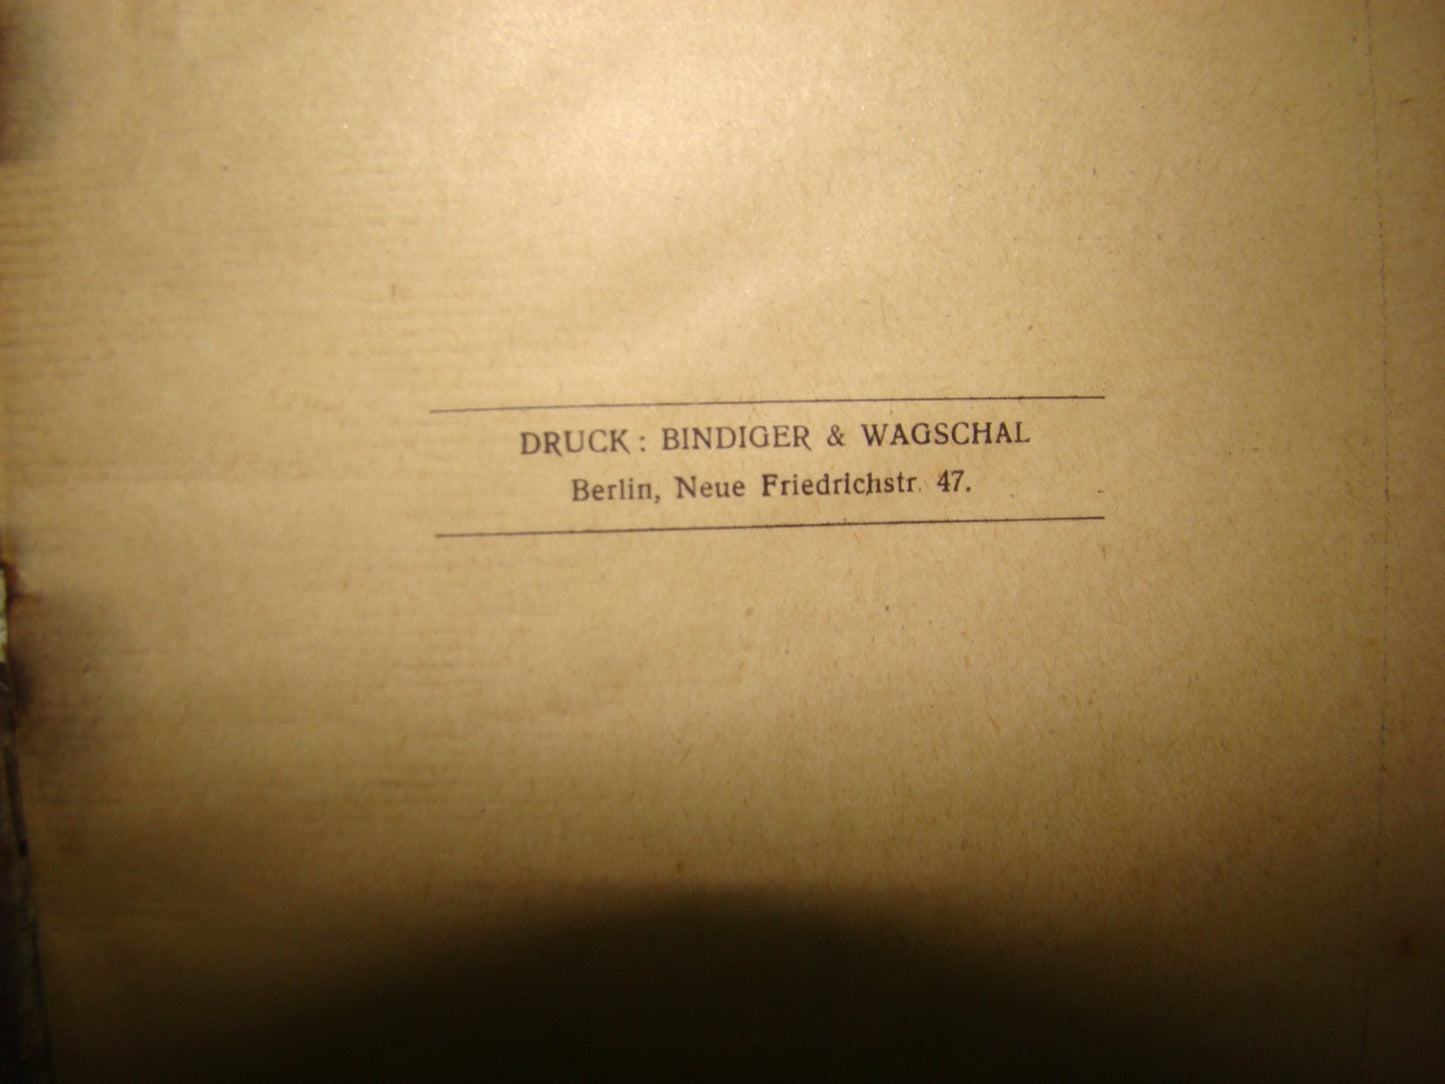 DRUCK: BINDIGER & WAGSCHAL
Berlin, Neue Friedrichstr. 47.